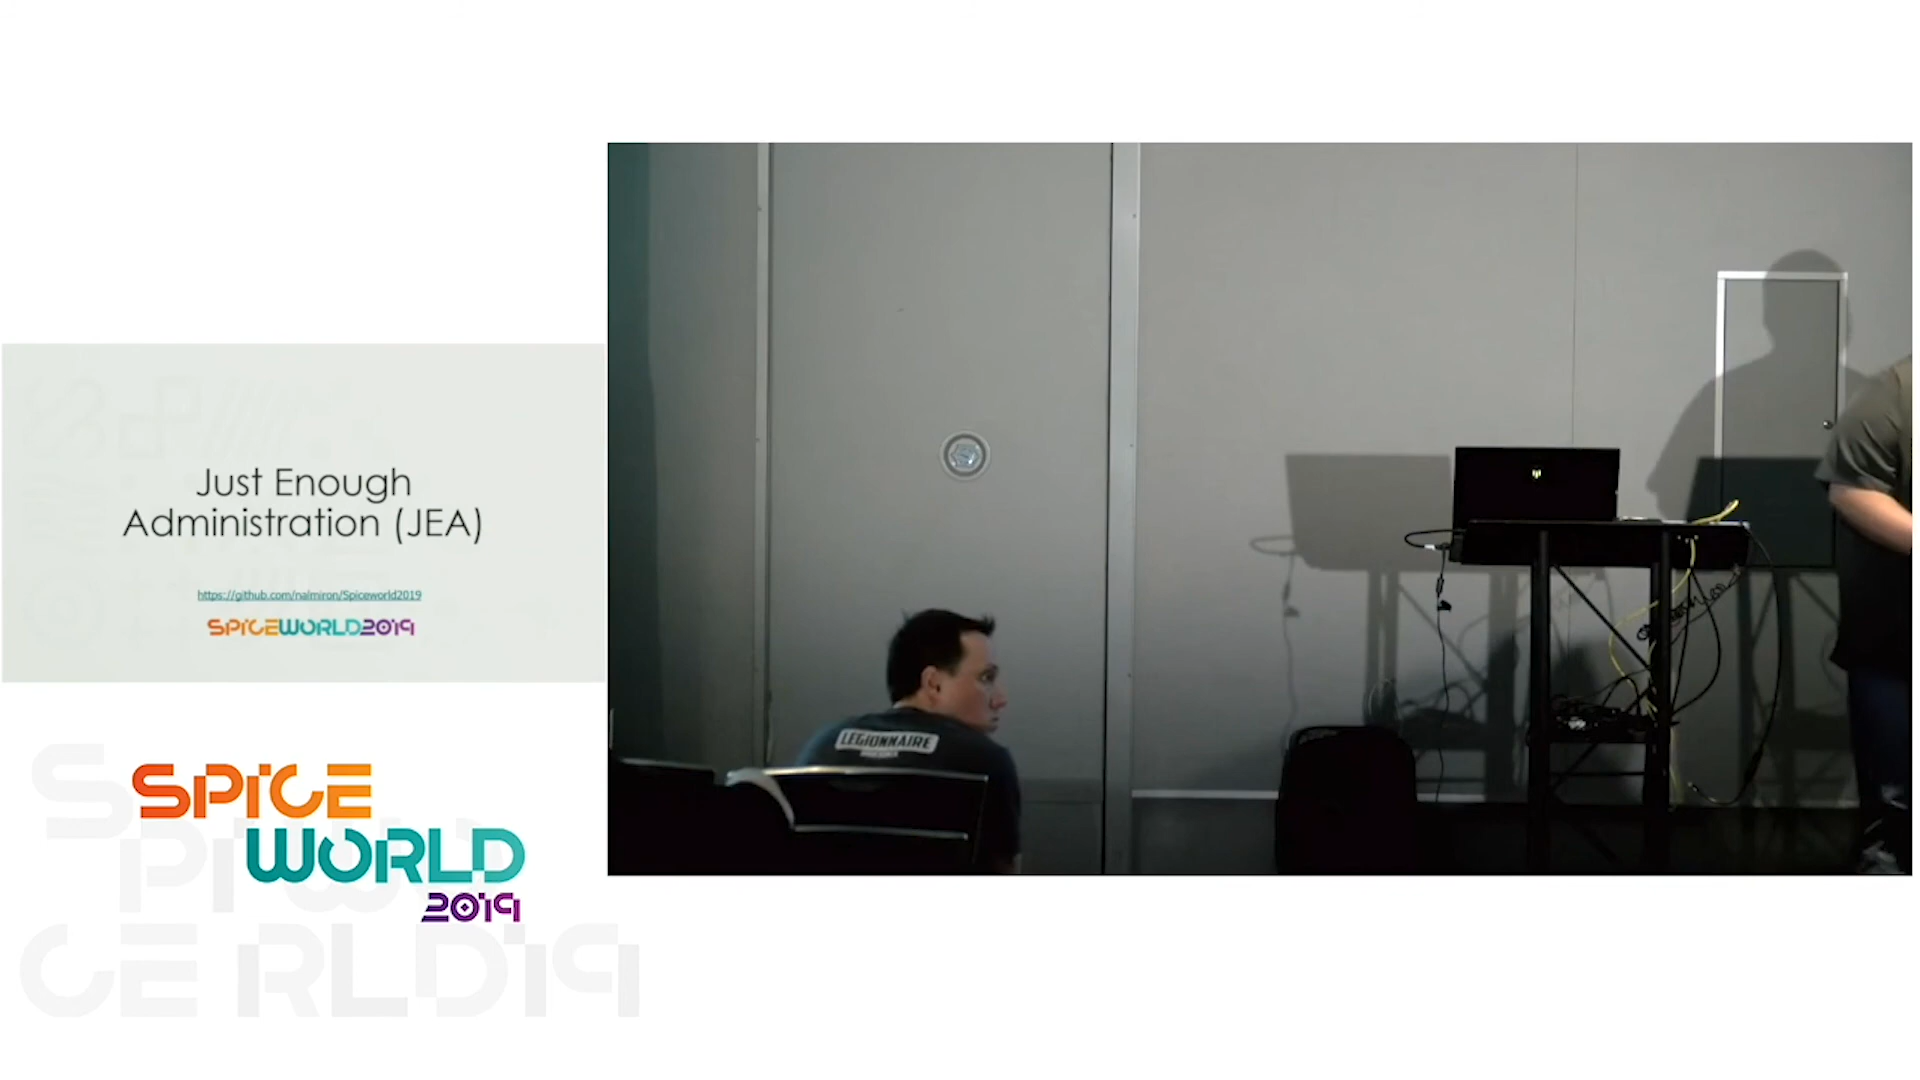 Just Enough
Administration (JEA)
https://github.com/nalmiron/Spiceworld2019
SPICEWORLD2019
SPICE
WORLD
2019
LEGIONNAIRE